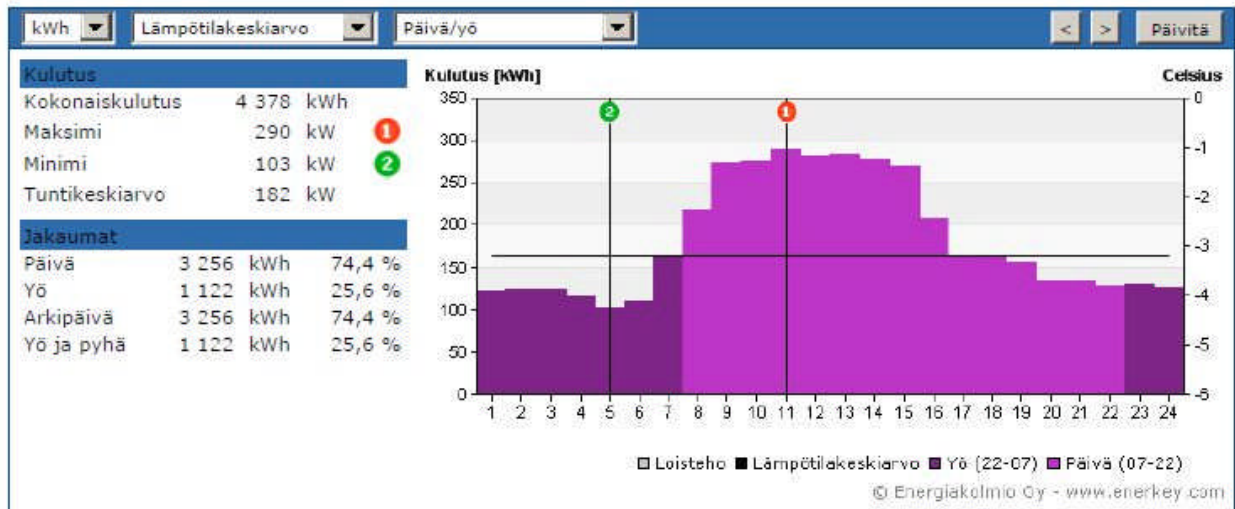 kWh Lämpötilakeskiarvo Päivä/yö < > Päivitä
Kulutus
Kokonaiskulutus 4 378 kWh
Maksimi 290 kW 1
Minimi 103 kW 2
Tuntikeskiarvo 182 kW
Jakaumat
Päivä 3 256 kWh 74,4 %
Yö 1 122 kWh 25,6 %
Arkipäivä 3 256 kWh 74,4 %
Yö ja pyhä 1 122 kWh 25,6 %
Kulutus [kWh] Celsius
2 1
350 0
300 -1
250 -2
200 -3
150 -4
100 -5
50 -5
0
1 2 3 4 5 6 7 8 9 10 11 12 13 14 15 16 17 18 19 20 21 22 23 24
Loisteho Lämpötilakeskiarvo Yö (22-07) Päivä (07-22)
© Energiakolmio Oy - www.enerkey.com